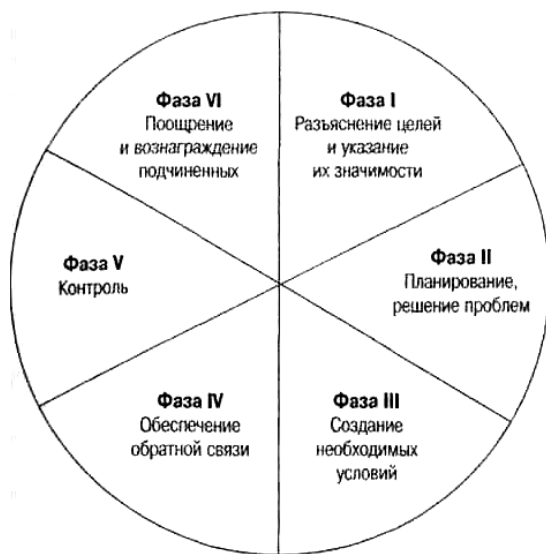 Фаза I
Разъяснение целей
и указание
их значимости
Фаза II
Планирование,
решение проблем
Фаза III
Создание
необходимых
условий
Фаза IV
Обеспечение
обратной связи
Фаза V
Контроль
Фаза VI
Поощрение
и вознаграждение
подчиненных